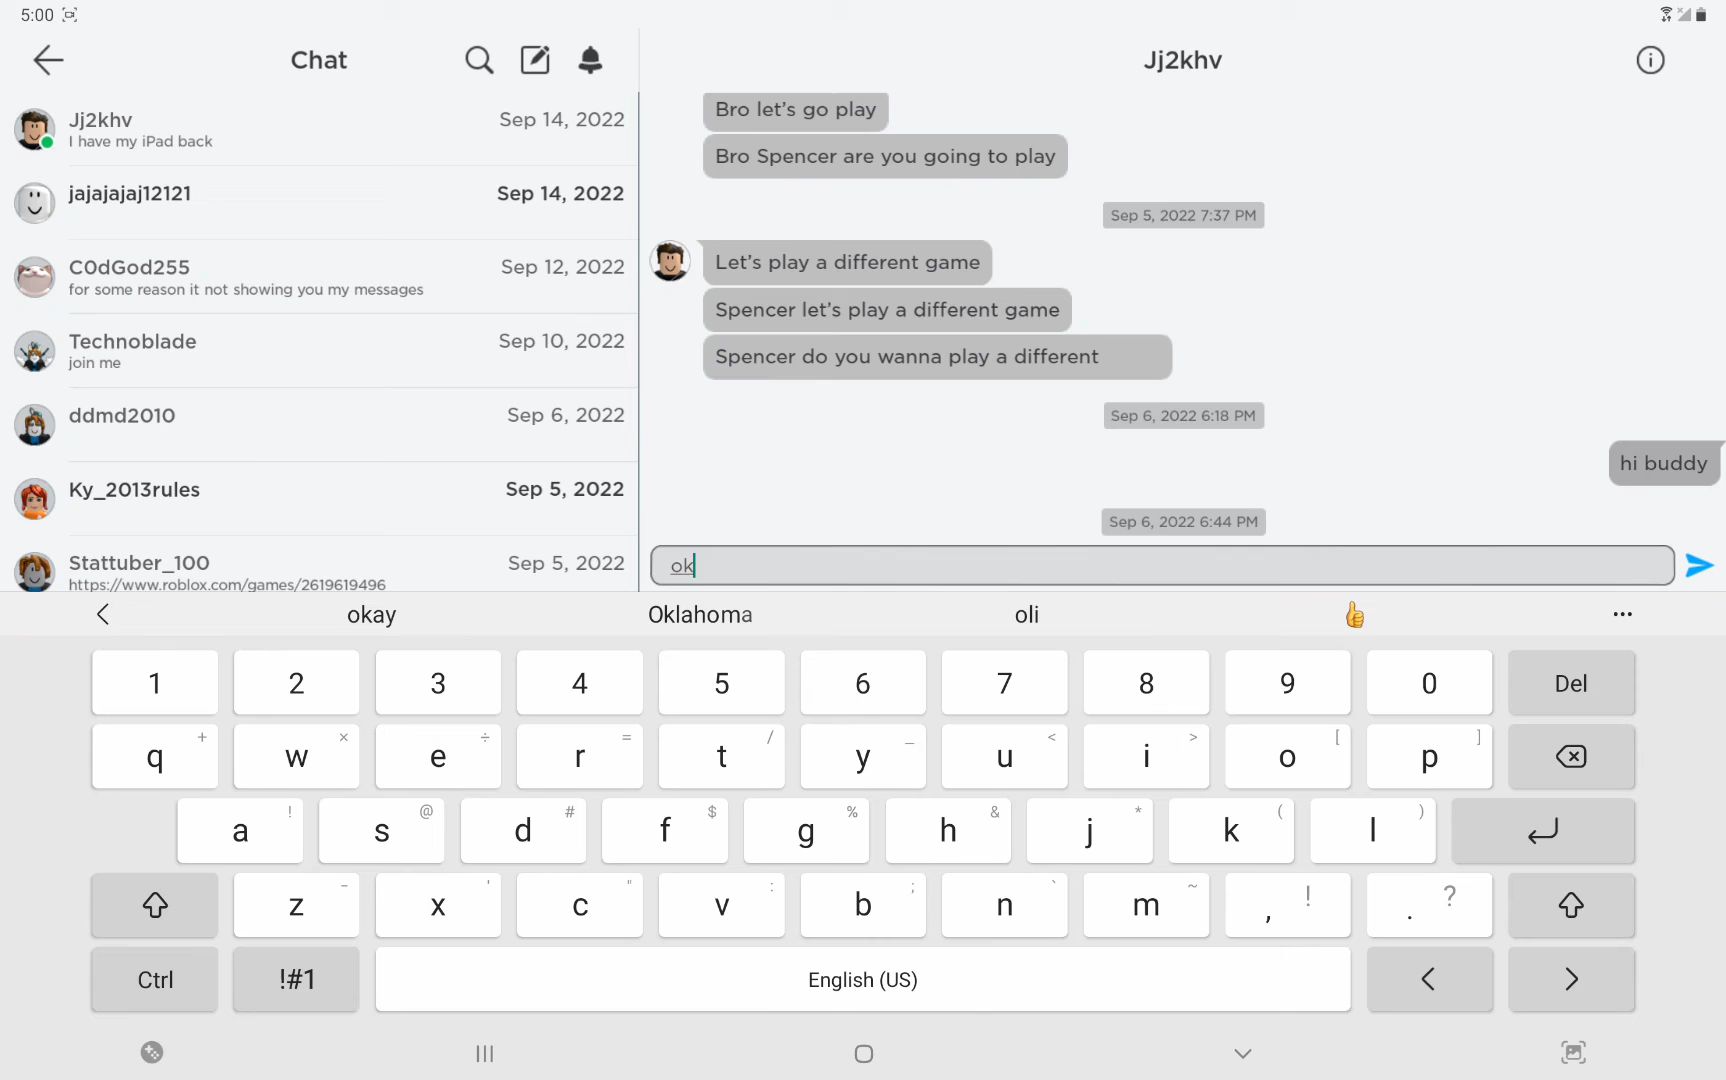 5:00
Chat
Jj2khv
Jj2khv
Sep 14, 2022
I have my iPad back
jajajajaj12121
Sep 14, 2022
C0dGod255
Sep 12, 2022
for some reason it not showing you my messages
Technoblade
Sep 10, 2022
join me
ddmd2010
Sep 6, 2022
Ky_2013rules
Sep 5, 2022
Stattuber_100
Sep 5, 2022
https://www.roblox.com/games/2619619496
Bro let's go play
Bro Spencer are you going to play
Sep 5, 2022 7:37 PM
Let's play a different game
Spencer let's play a different game
Spencer do you wanna play a different
Sep 6, 2022 6:18 PM
hi buddy
Sep 6, 2022 6:44 PM
ok
okay Oklahoma oli 👍 ...
1 2 3 4 5 6 7 8 9 0 Del
+ × ÷ = / _ < > [ ]
q w e r t y u i o p
! @ # $ % & * ( )
a s d f g h j k l
- ' " : ; ` ~ ! ?
z x c v b n m , .
Ctrl !#1 English (US) < >